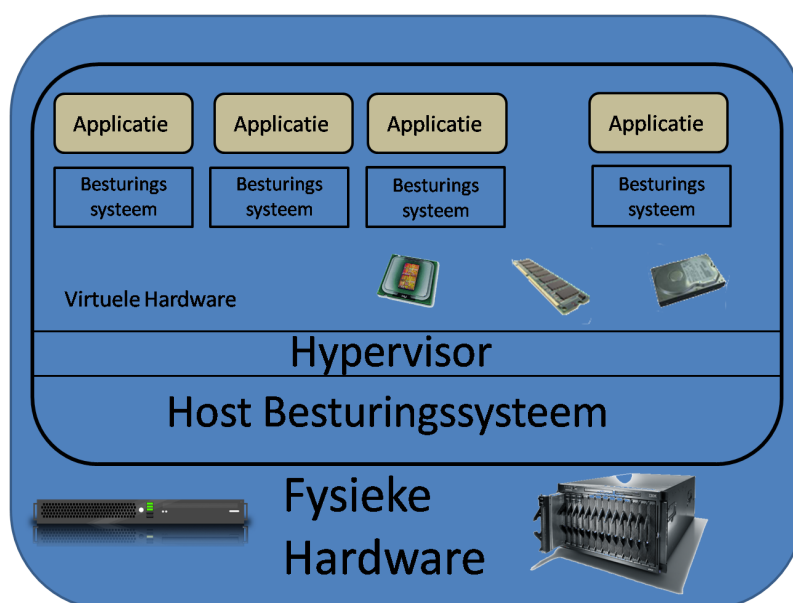 Applicatie
Applicatie
Applicatie
Applicatie
Besturings
systeem
Besturings
systeem
Besturings
systeem
Besturings
systeem
Virtuele Hardware
Hypervisor
Host Besturingssysteem
Fysieke
Hardware